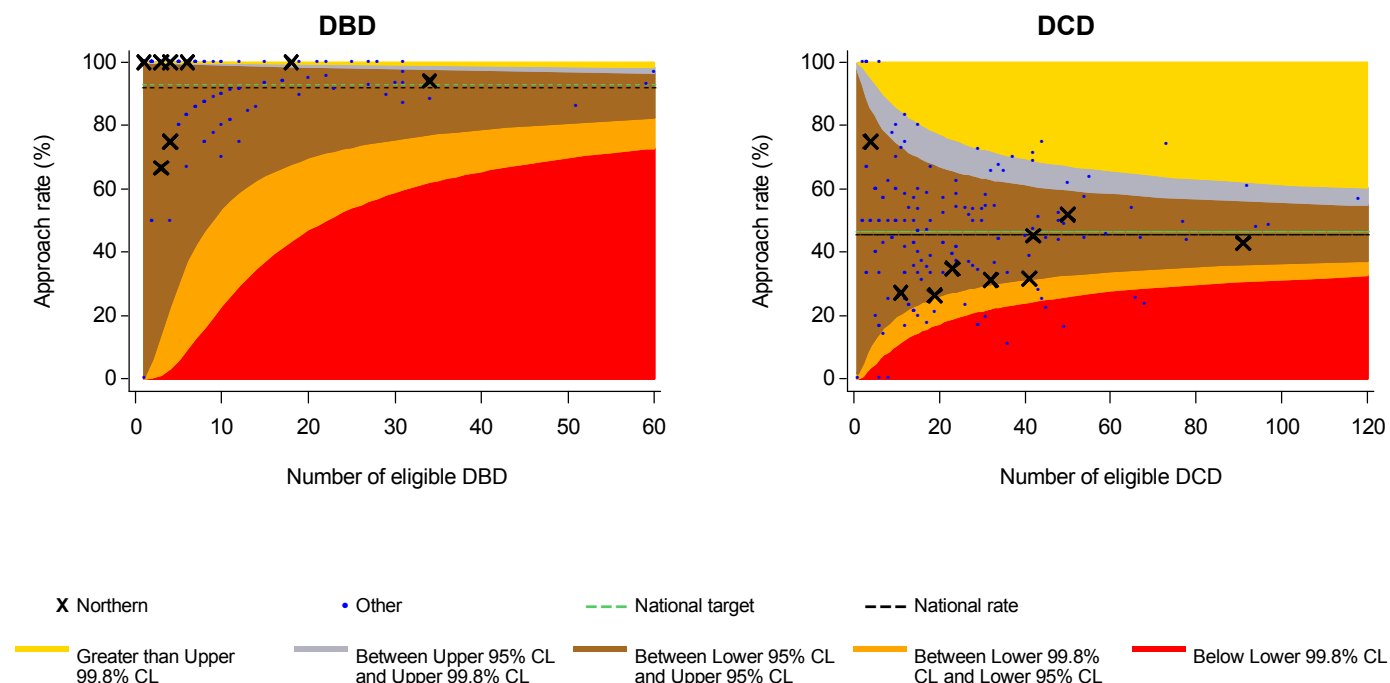 DBD
DCD
100
80
60
40
20
0
Approach rate (%)
0 10 20 30 40 50 60
Number of eligible DBD
100
80
60
40
20
0
Approach rate (%)
0 20 40 60 80 100 120
Number of eligible DCD
X Northern
Other
National target
National rate
Greater than Upper
99.8% CL
Between Upper 95% CL
and Upper 99.8% CL
Between Lower 95% CL
and Upper 95% CL
Between Lower 99.8%
CL and Lower 95% CL
Below Lower 99.8% CL